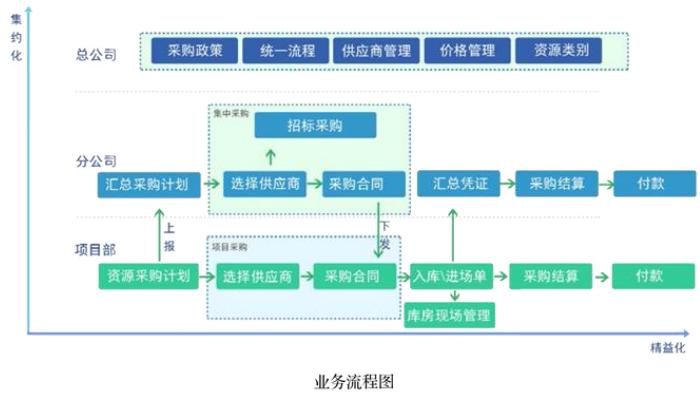 集约化
总公司
采购政策
统一流程
供应商管理
价格管理
资源类别
集中采购
招标采购
分公司
汇总采购计划
选择供应商
采购合同
汇总凭证
采购结算
付款
上报
下发
项目部
项目采购
资源采购计划
选择供应商
采购合同
入库\进场单
采购结算
付款
库房现场管理
精益化
业务流程图